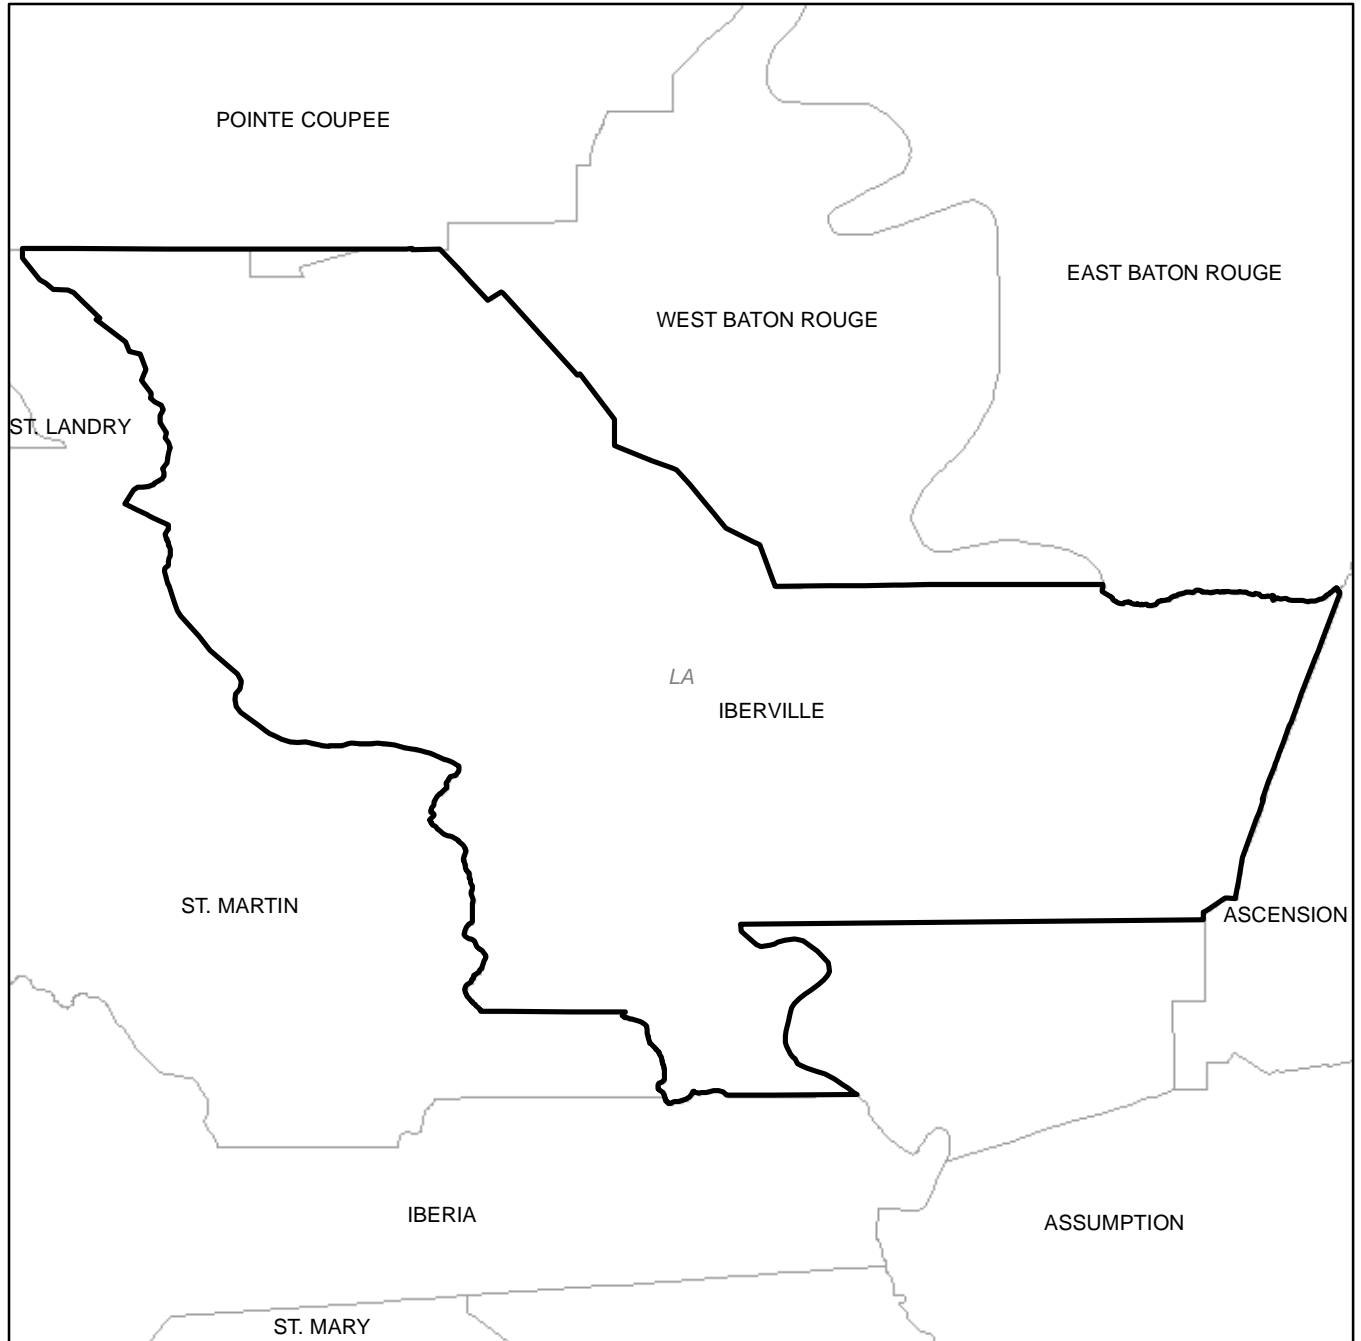 POINTE COUPEE
EAST BATON ROUGE
WEST BATON ROUGE
ST. LANDRY
LA
IBERVILLE
ST. MARTIN
ASCENSION
IBERIA
ASSUMPTION
ST. MARY